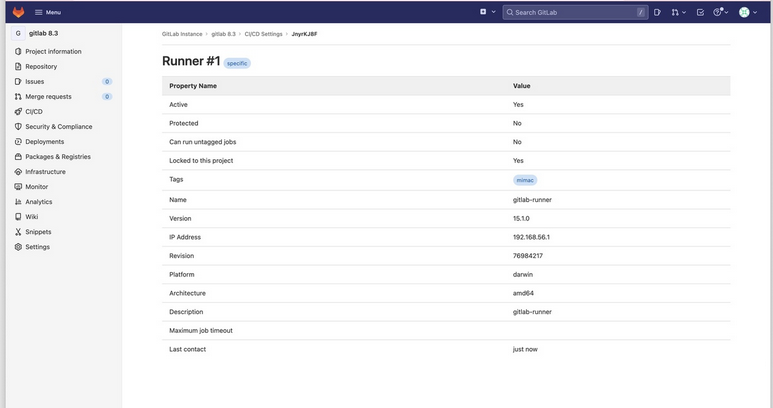 Menu
Search GitLab
/
G gitlab 8.3
Project information
Repository
Issues 0
Merge requests 0
CI/CD
Security & Compliance
Deployments
Packages & Registries
Infrastructure
Monitor
Analytics
Wiki
Snippets
Settings
GitLab Instance > gitlab 8.3 > CI/CD Settings > JnyrKJBF
Runner #1 specific
Property Name Value
Active Yes
Protected No
Can run untagged jobs No
Locked to this project Yes
Tags mimac
Name gitlab-runner
Version 15.1.0
IP Address 192.168.56.1
Revision 76984217
Platform darwin
Architecture amd64
Description gitlab-runner
Maximum job timeout
Last contact just now